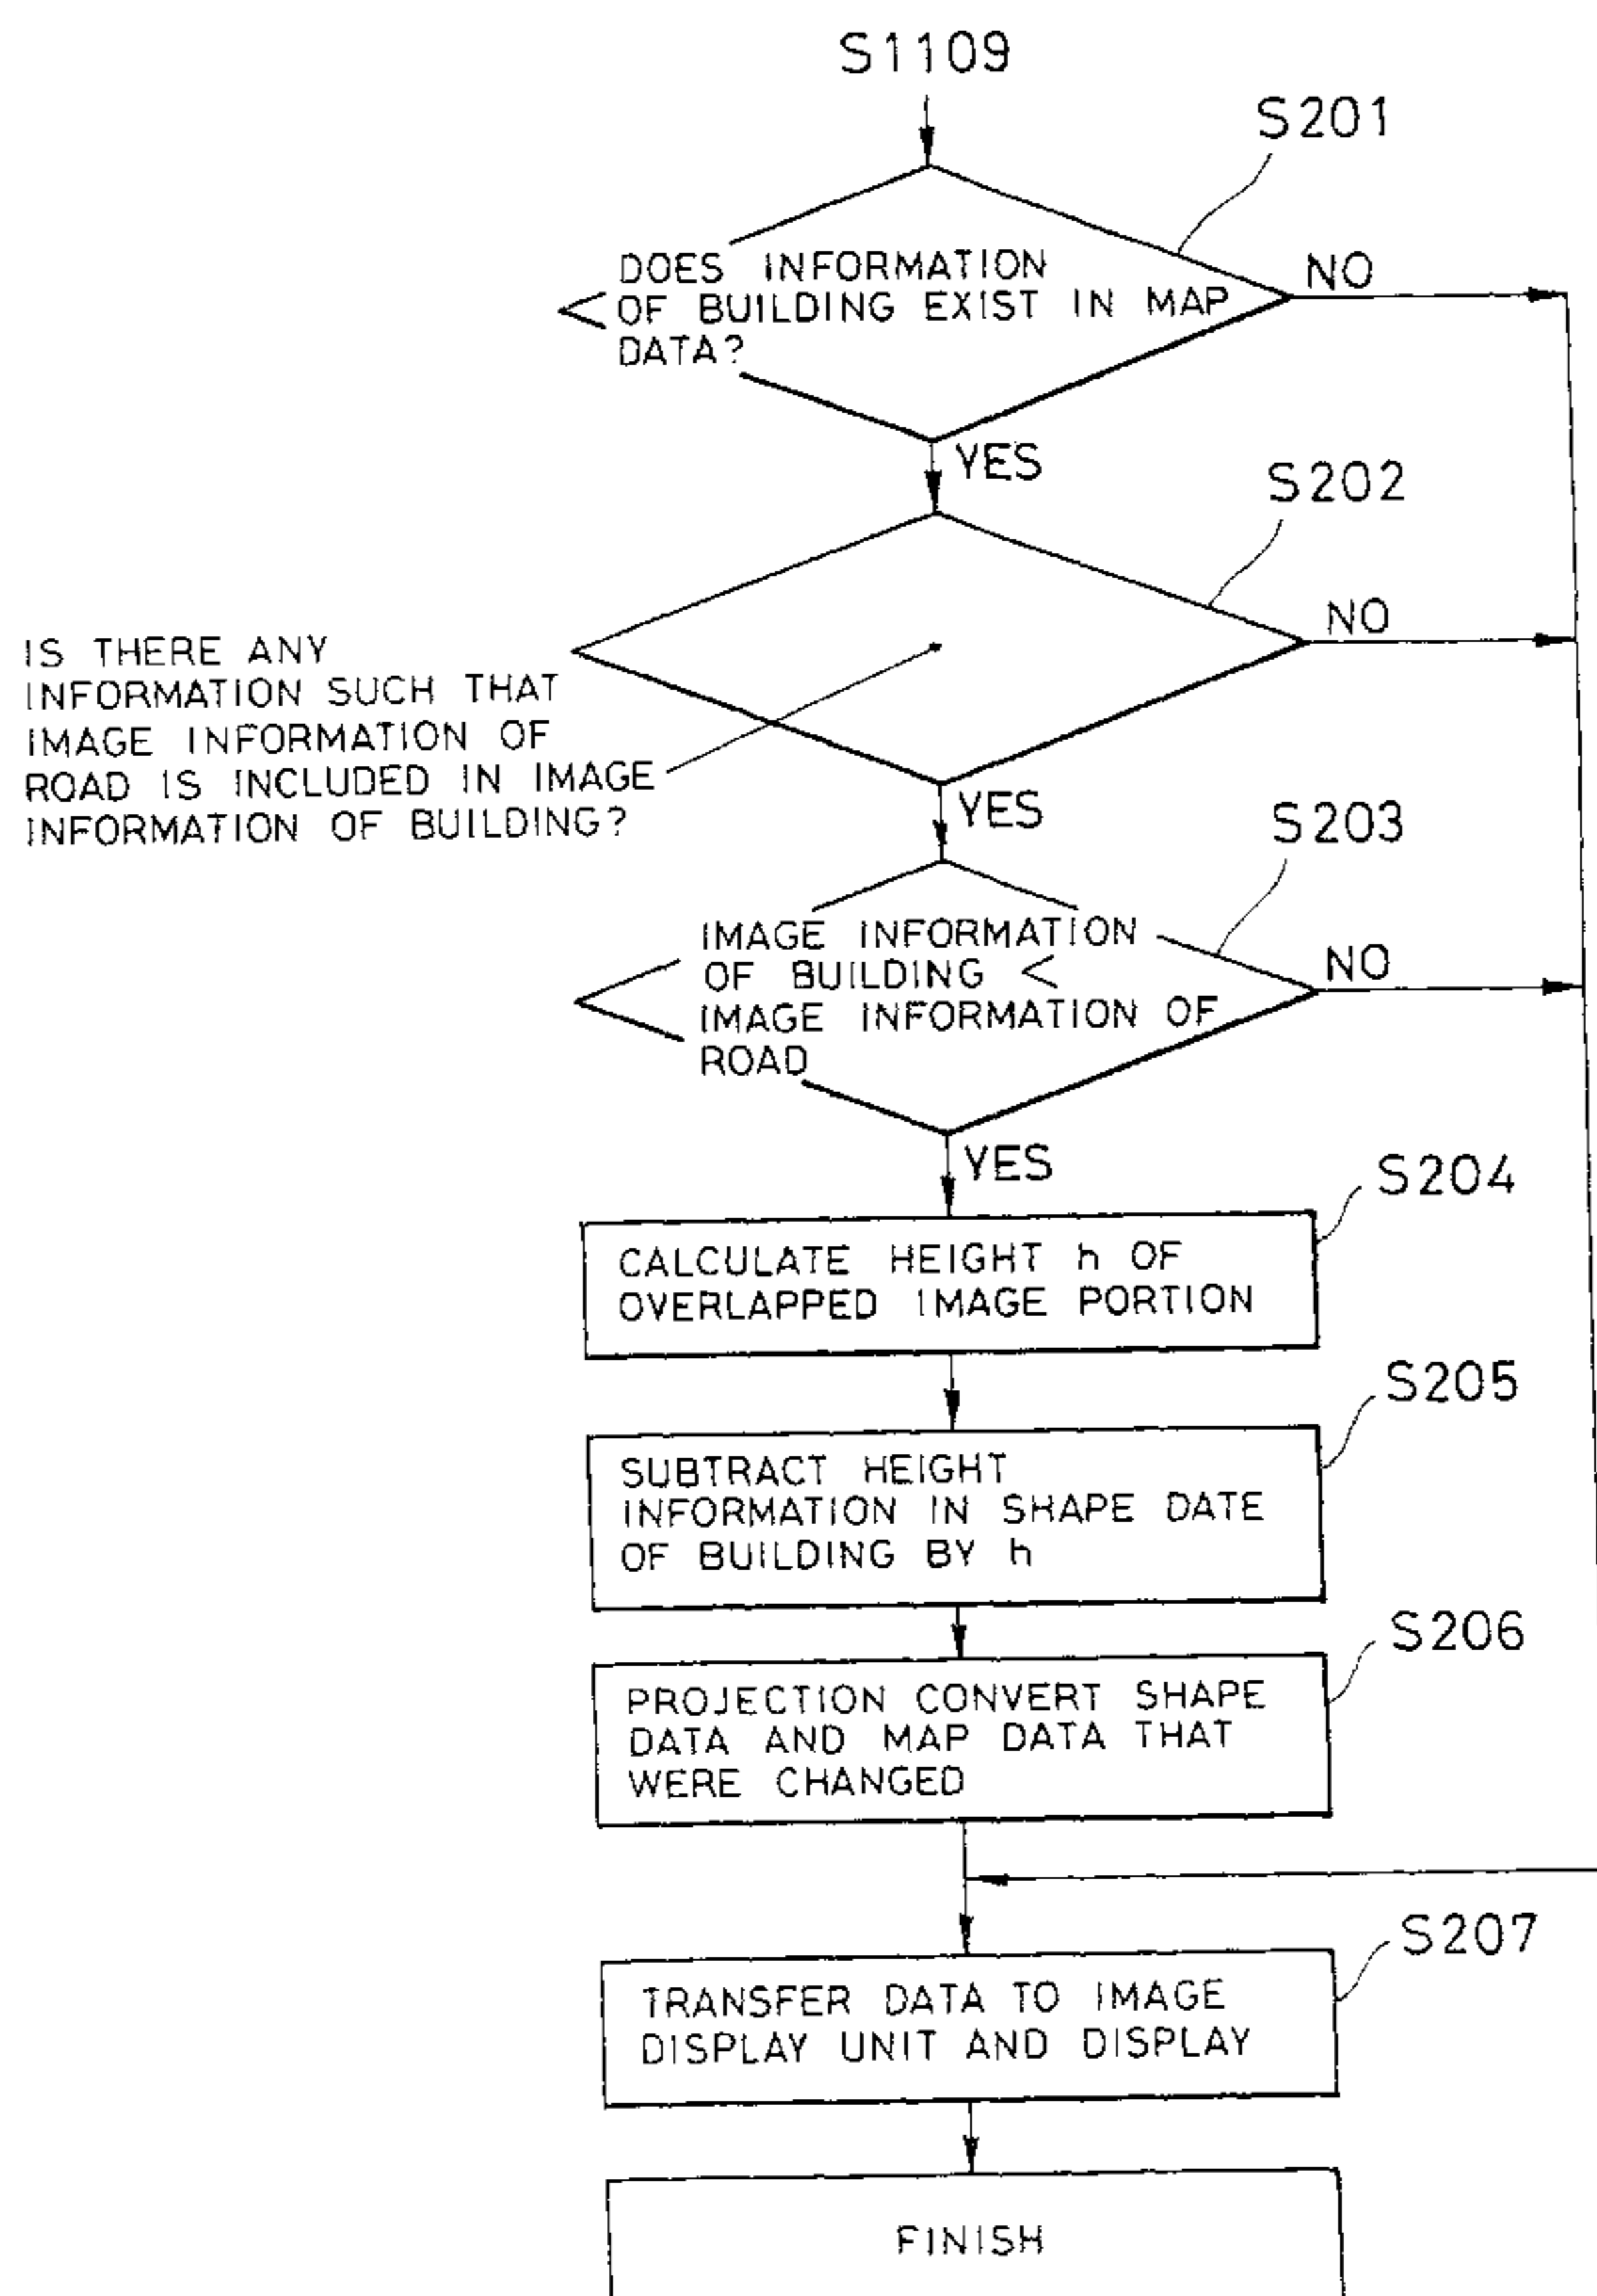 S1109
S201
DOES INFORMATION
OF BUILDING EXIST IN MAP
DATA?
NO
YES
S202
NO
IS THERE ANY
INFORMATION SUCH THAT
IMAGE INFORMATION OF
ROAD IS INCLUDED IN IMAGE
INFORMATION OF BUILDING?
YES
S203
IMAGE INFORMATION
OF BUILDING <
IMAGE INFORMATION OF
ROAD
NO
YES
S204
CALCULATE HEIGHT h OF
OVERLAPPED IMAGE PORTION
S205
SUBTRACT HEIGHT
INFORMATION IN SHAPE DATE
OF BUILDING BY h
S206
PROJECTION CONVERT SHAPE
DATA AND MAP DATA THAT
WERE CHANGED
S207
TRANSFER DATA TO IMAGE
DISPLAY UNIT AND DISPLAY
FINISH